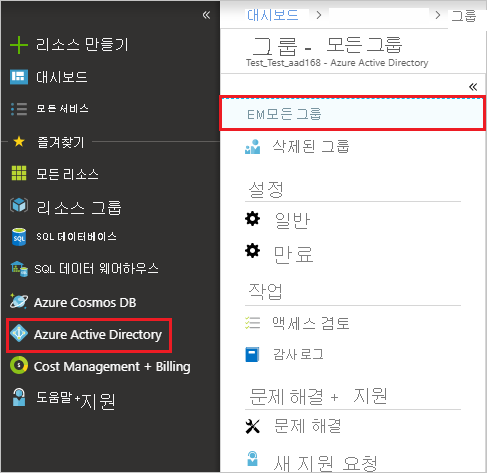 «
리소스 만들기
대시보드
모든 서비스
즐겨찾기
모든 리소스
리소스 그룹
SQL 데이터베이스
SQL 데이터 웨어하우스
Azure Cosmos DB
Azure Active Directory
Cost Management + Billing
도움말 +지원
대시보드 > > 그룹
그룹 - 모든 그룹
Test_Test_aad168 - Azure Active Directory
«
EM모든 그룹
삭제된 그룹
설정
일반
만료
작업
액세스 검토
감사 로그
문제 해결 + 지원
문제 해결
새 지원 요청